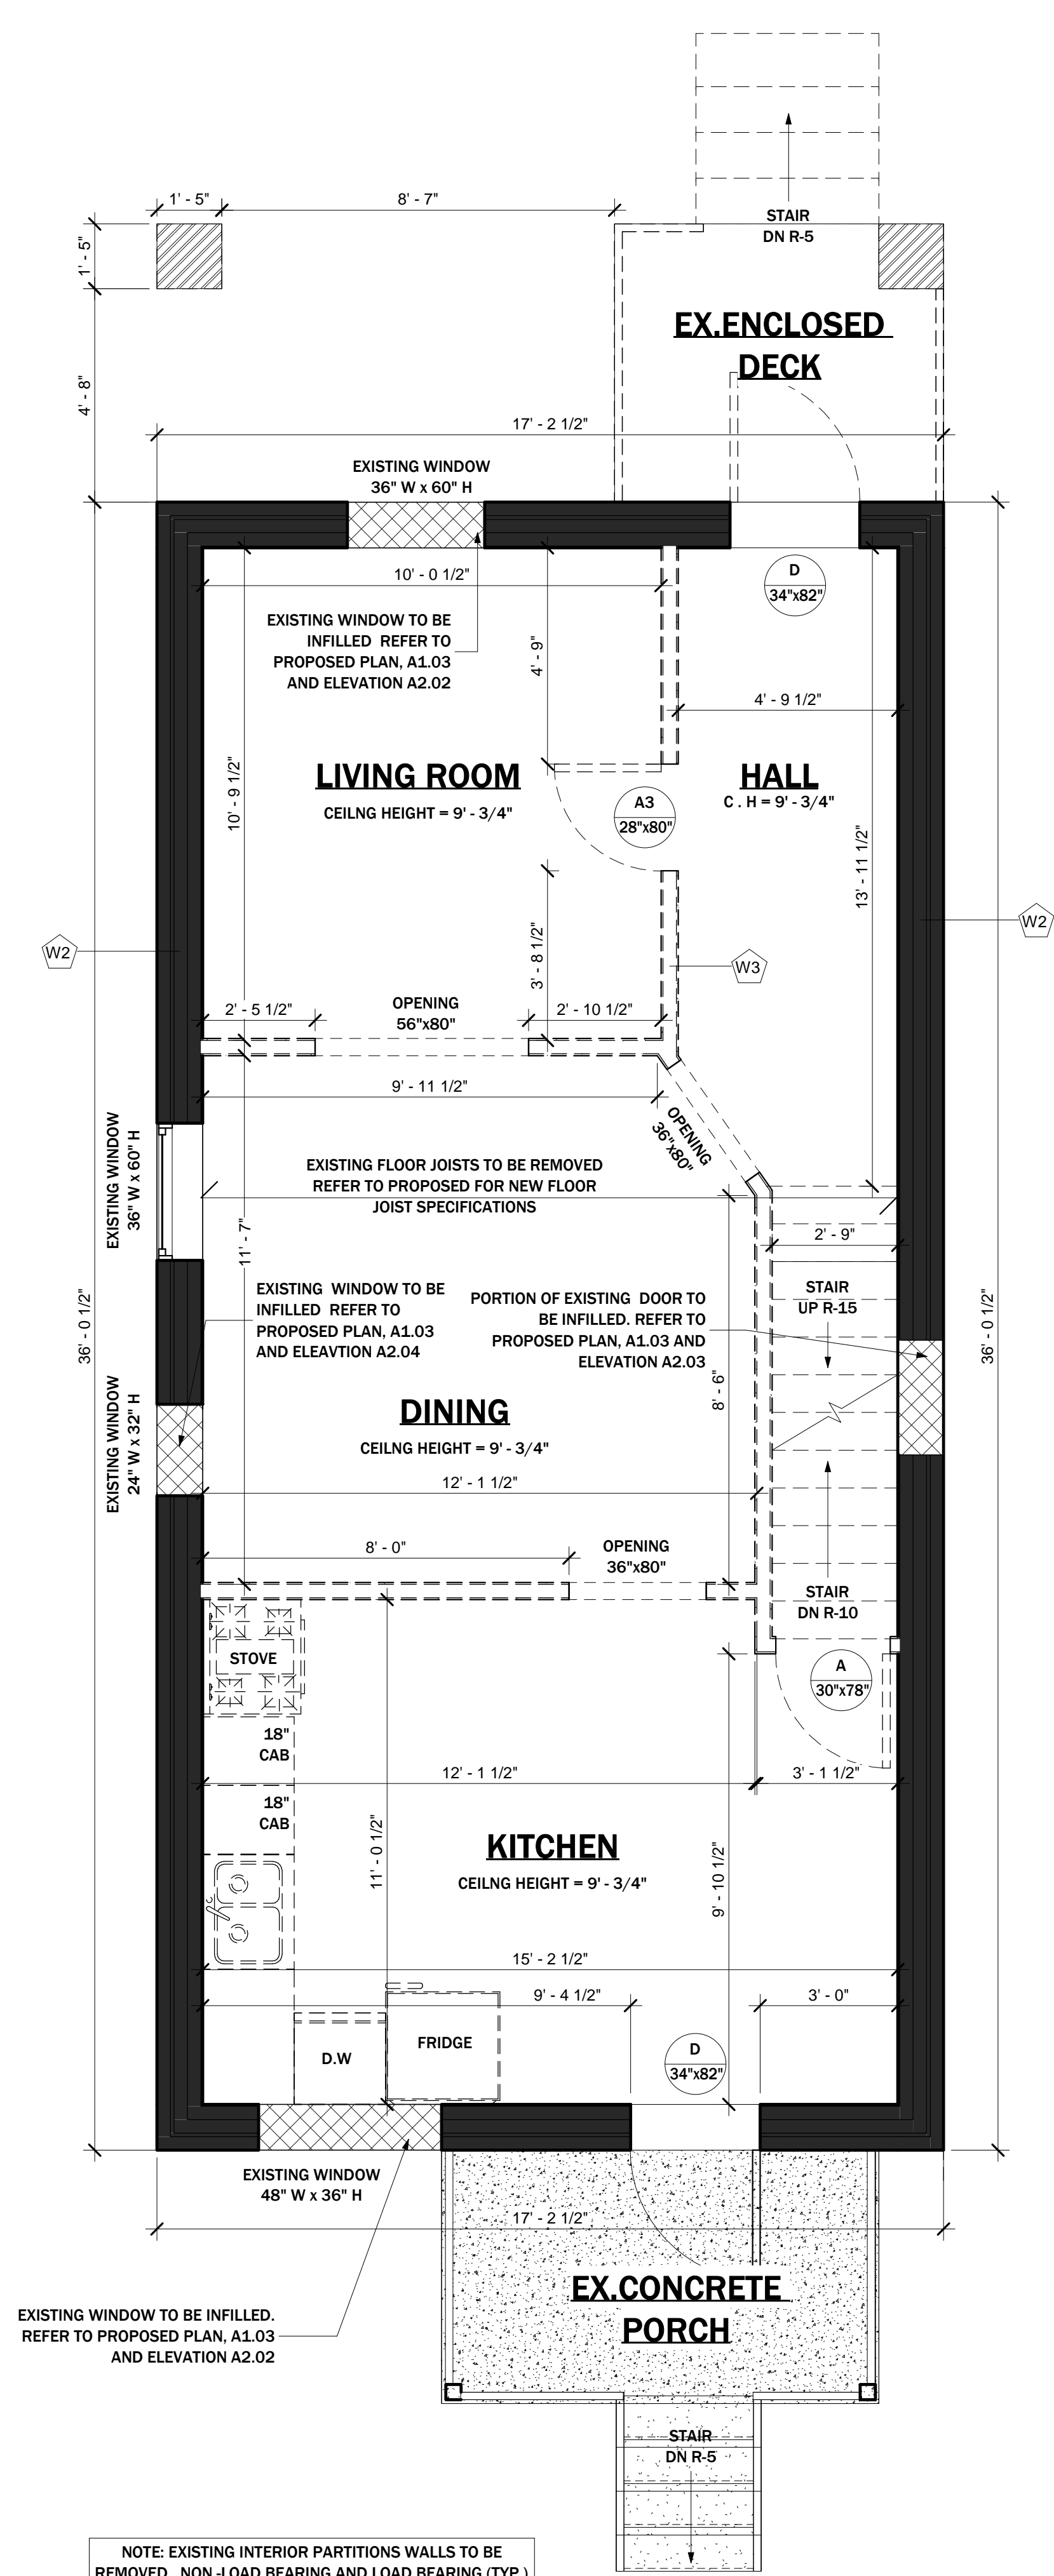 STAIR
DN R-5
1' - 5"
8' - 7"
1' - 5"
EX.ENCLOSED
DECK
4' - 8"
17' - 2 1/2"
EXISTING WINDOW
36" W x 60" H
10' - 0 1/2"
D
34"x82"
EXISTING WINDOW TO BE
INFILLED REFER TO
PROPOSED PLAN, A1.03
AND ELEVATION A2.02
4' - 9"
4' - 9 1/2"
LIVING ROOM
CEILNG HEIGHT = 9' - 3/4"
HALL
C . H = 9' - 3/4"
10' - 9 1/2"
A3
28"x80"
13' - 11 1/2"
W2
W2
W3
3' - 8 1/2"
2' - 5 1/2"
OPENING
56"x80"
2' - 10 1/2"
9' - 11 1/2"
OPENING
36"x80"
EXISTING WINDOW
36" W x 60" H
EXISTING FLOOR JOISTS TO BE REMOVED
REFER TO PROPOSED FOR NEW FLOOR
JOIST SPECIFICATIONS
11' - 7"
2' - 9"
EXISTING WINDOW TO BE
INFILLED REFER TO
PROPOSED PLAN, A1.03
AND ELEAVTION A2.04
PORTION OF EXISTING DOOR TO
BE INFILLED. REFER TO
PROPOSED PLAN, A1.03 AND
ELEVATION A2.03
STAIR
UP R-15
36' - 0 1/2"
36' - 0 1/2"
8' - 6"
EXISTING WINDOW
24" W x 32" H
DINING
CEILNG HEIGHT = 9' - 3/4"
12' - 1 1/2"
8' - 0"
OPENING
36"x80"
STAIR
DN R-10
STOVE
A
30"x78"
18"
CAB
12' - 1 1/2"
3' - 1 1/2"
18"
CAB
11' - 0 1/2"
KITCHEN
CEILNG HEIGHT = 9' - 3/4"
9' - 10 1/2"
15' - 2 1/2"
9' - 4 1/2"
3' - 0"
FRIDGE
D.W
D
34"x82"
EXISTING WINDOW
48" W x 36" H
17' - 2 1/2"
EX.CONCRETE
PORCH
EXISTING WINDOW TO BE INFILLED.
REFER TO PROPOSED PLAN, A1.03
AND ELEVATION A2.02
STAIR
DN R-5
NOTE: EXISTING INTERIOR PARTITIONS WALLS TO BE
REMOVED , NON -LOAD BEARING AND LOAD BEARING (TYP.)